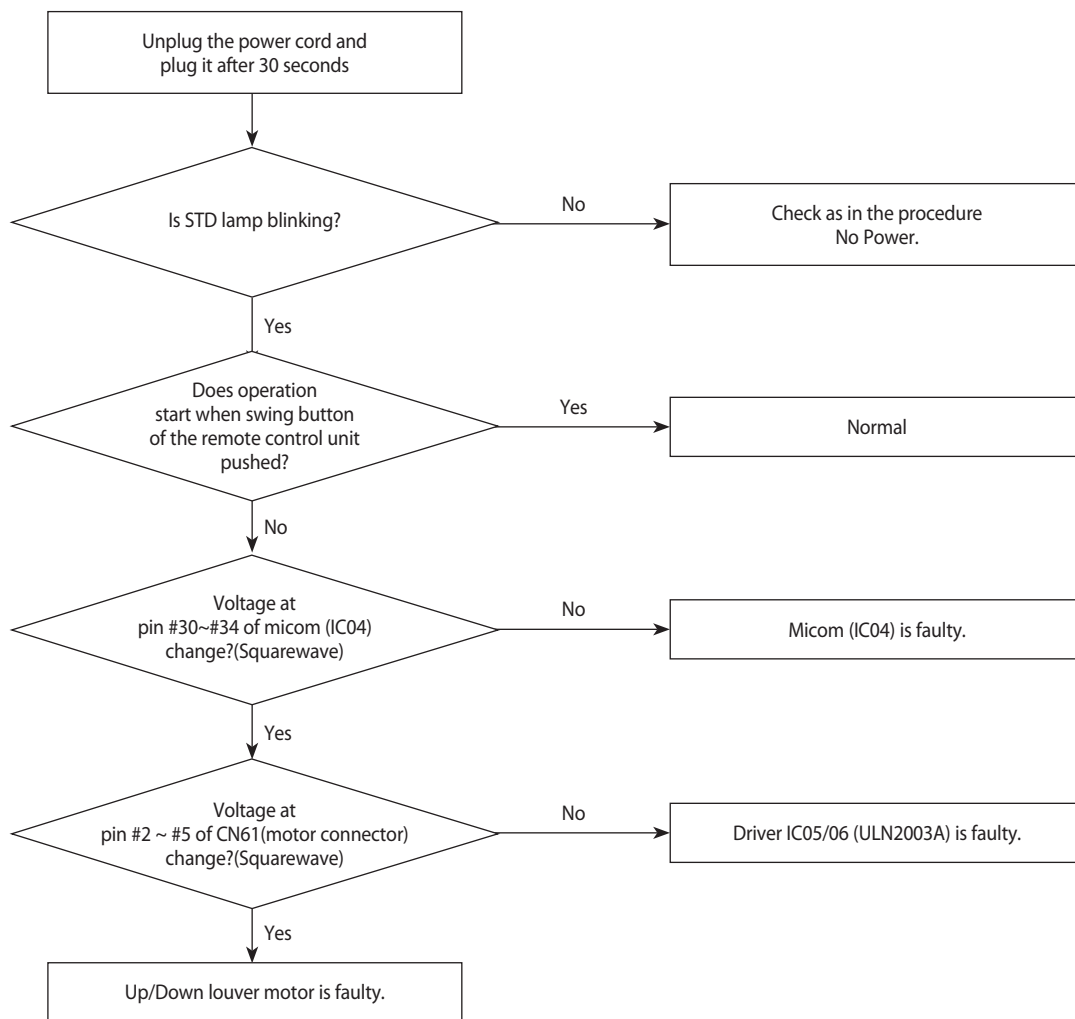 Unplug the power cord and
plug it after 30 seconds
Is STD lamp blinking?
No
Check as in the procedure
No Power.
Yes
Does operation
start when swing button
of the remote control unit
pushed?
Yes
Normal
No
Voltage at
pin #30~#34 of micom (IC04)
change?(Squarewave)
No
Micom (IC04) is faulty.
Yes
Voltage at
pin #2 ~ #5 of CN61(motor connector)
change?(Squarewave)
No
Driver IC05/06 (ULN2003A) is faulty.
Yes
Up/Down louver motor is faulty.